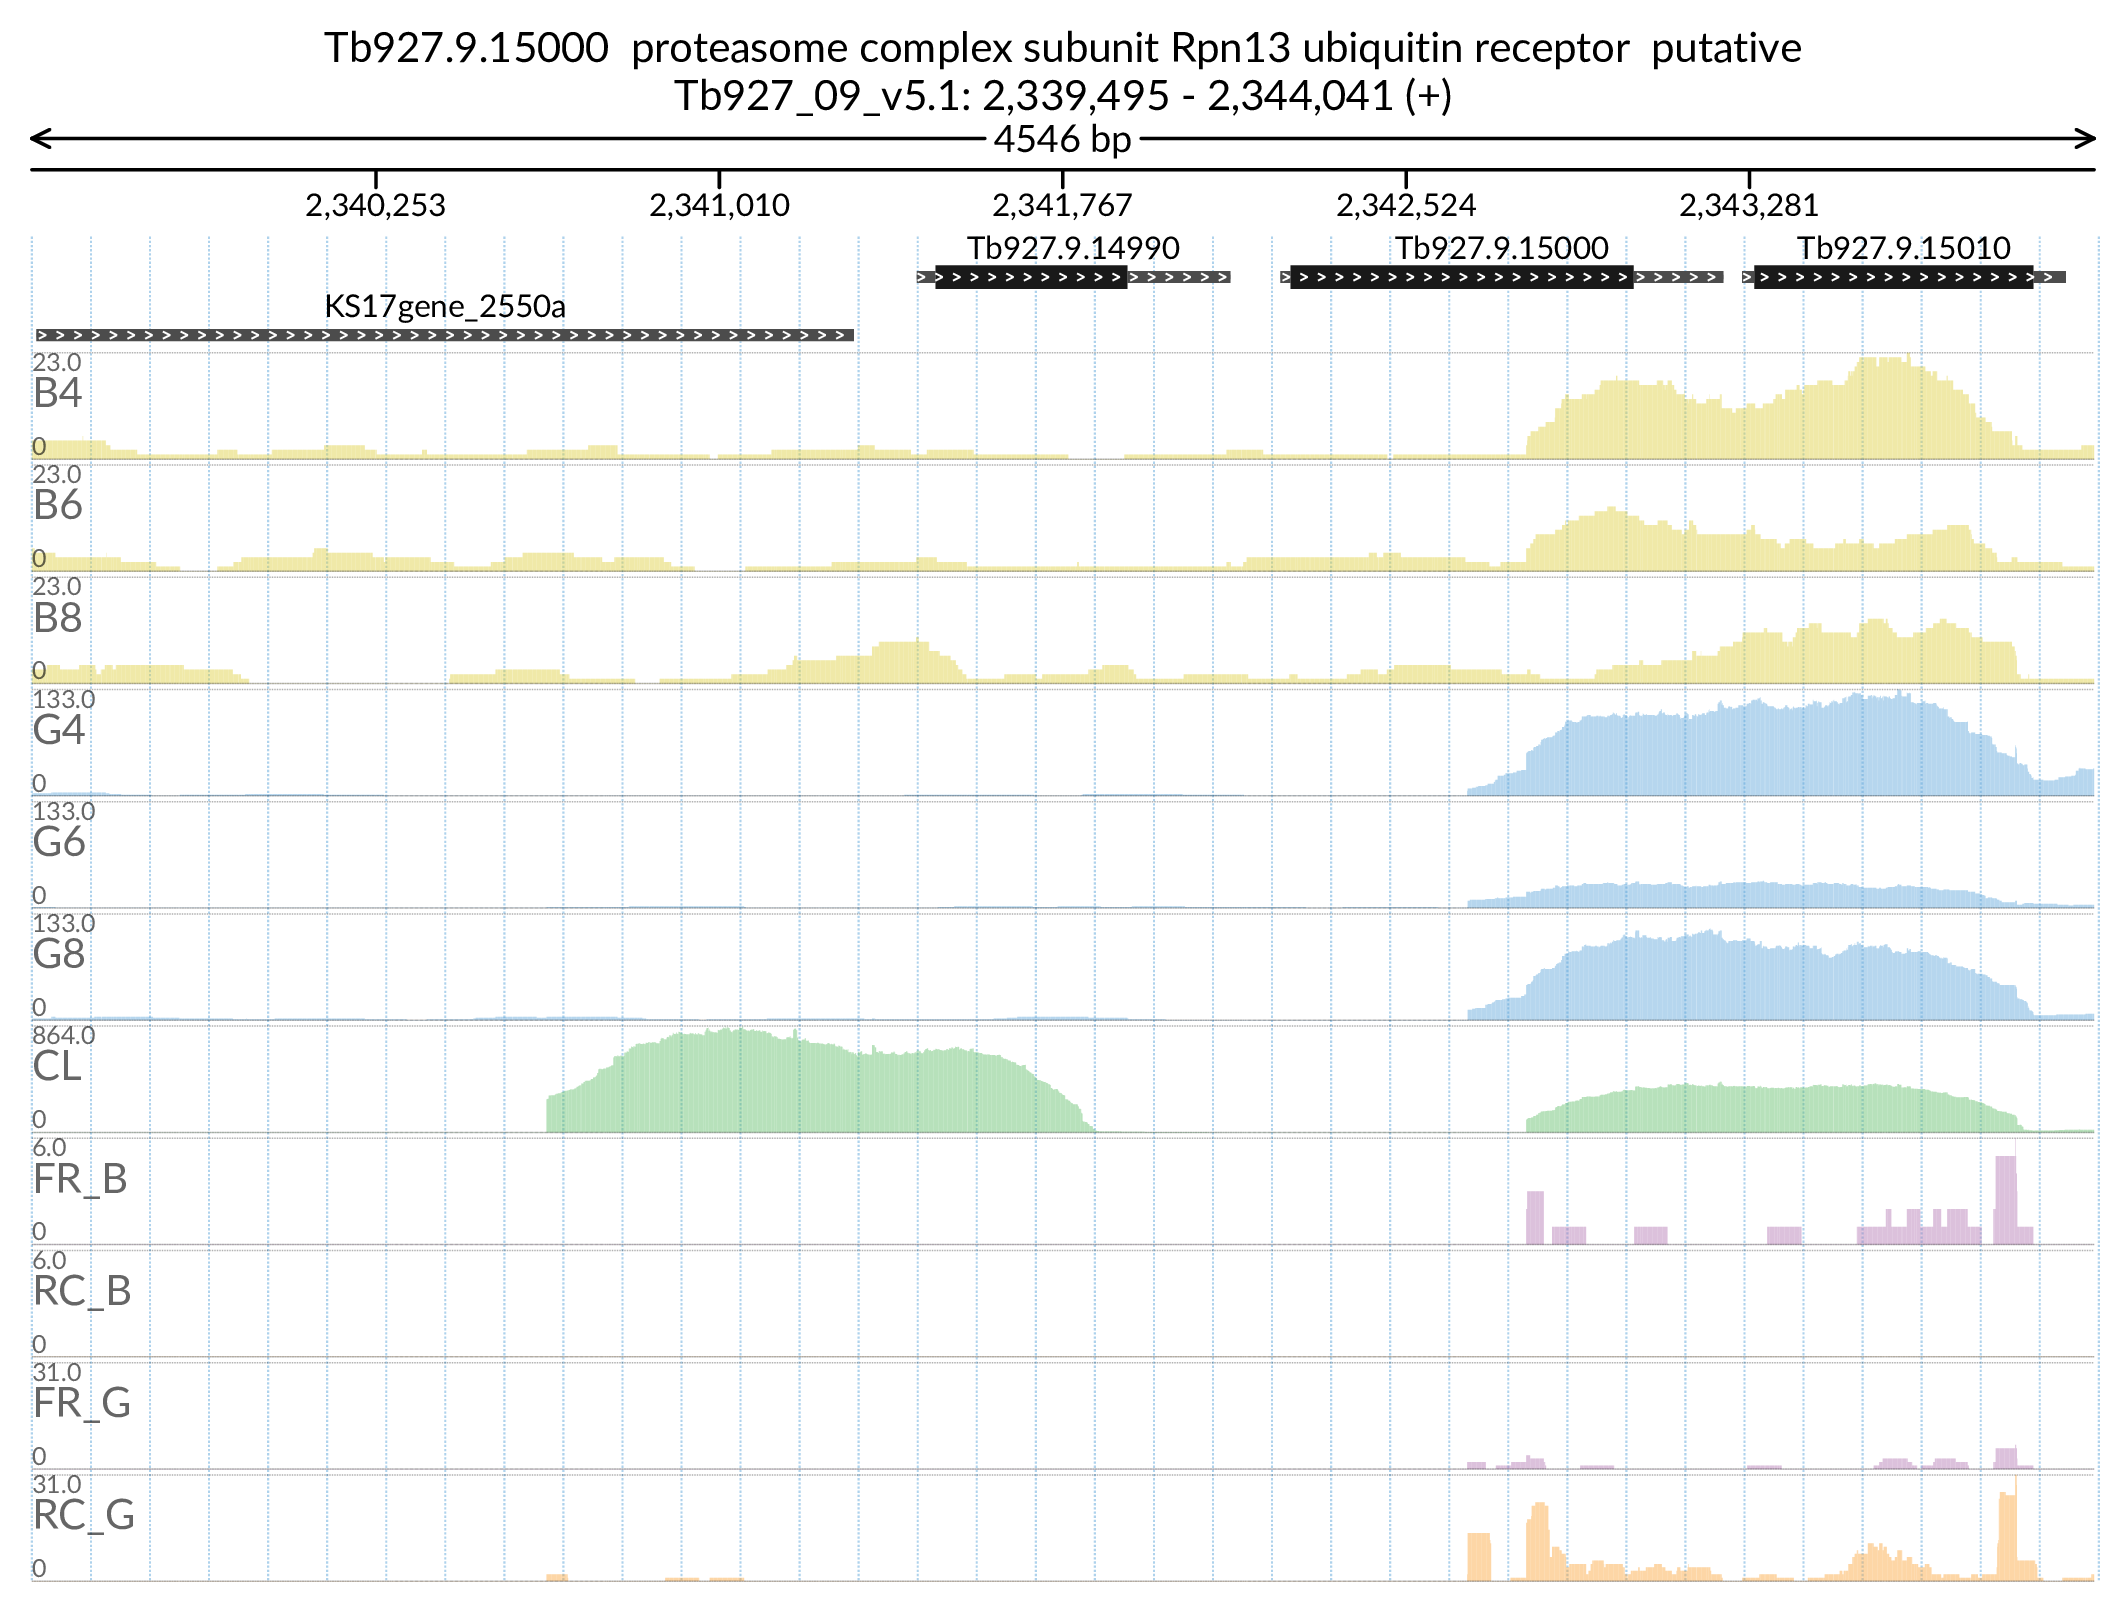 Tb927.9.15000  proteasome complex subunit Rpn13 ubiquitin receptor  putative
Tb927_09_v5.1: 2,339,495 - 2,344,041 (+)
4546 bp
2,340,253 2,341,010 2,341,767 2,342,524 2,343,281
Tb927.9.14990 Tb927.9.15000 Tb927.9.15010
KS17gene_2550a
23.0
B4
0
23.0
B6
0
23.0
B8
0
133.0
G4
0
133.0
G6
0
133.0
G8
0
864.0
CL
0
6.0
FR_B
0
6.0
RC_B
0
31.0
FR_G
0
31.0
RC_G
0